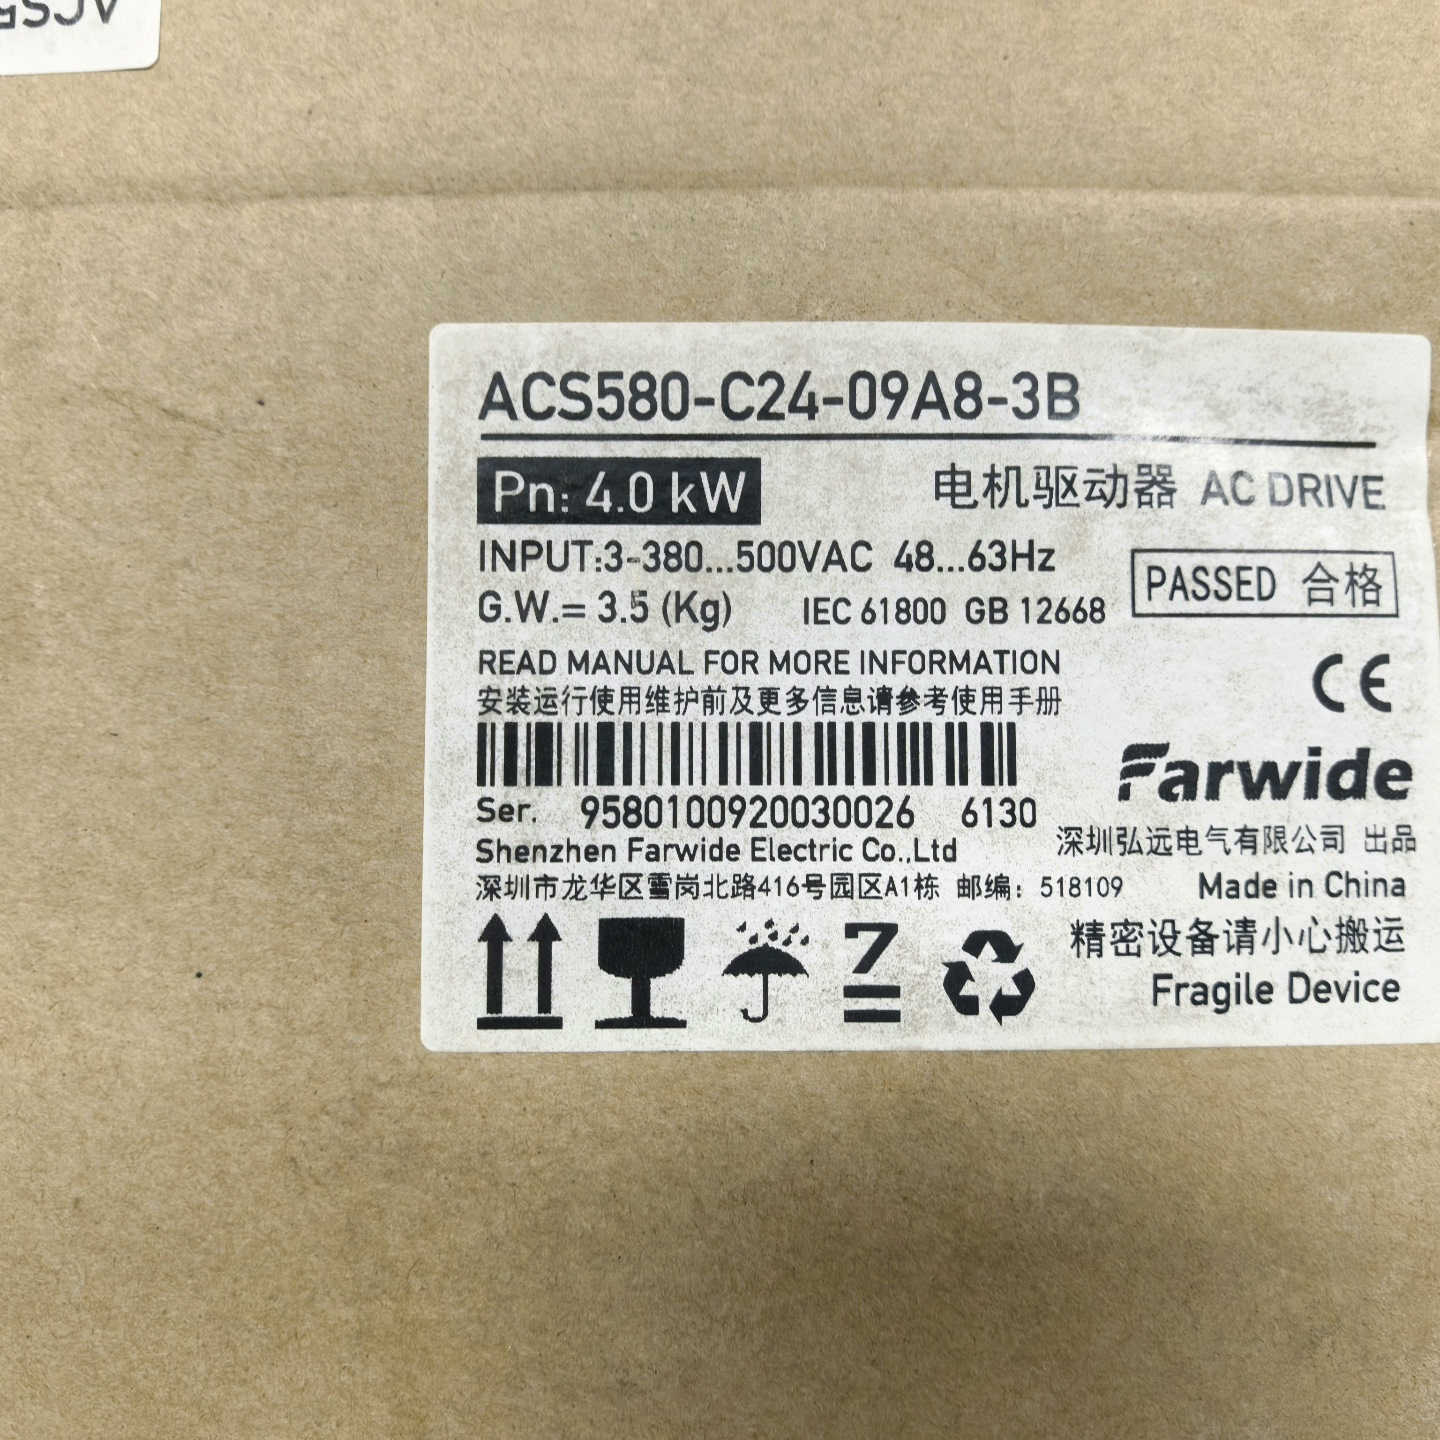 ACS5
ACS580-C24-09A8-3B
Pn: 4.0 kW 电机驱动器 AC DRIVE
INPUT:3~380...500VAC 48...63Hz
PASSED 合格
G.W.= 3.5 (Kg) IEC 61800 GB 12668
READ MANUAL FOR MORE INFORMATION
安装运行使用维护前及更多信息请参考使用手册
CE
Farwide
Ser. 9580100920030026 6130
深圳弘远电气有限公司 出品
Shenzhen Farwide Electric Co.,Ltd
深圳市龙华区雪岗北路416号园区A1栋 邮编：518109 Made in China
7
精密设备请小心搬运
Fragile Device